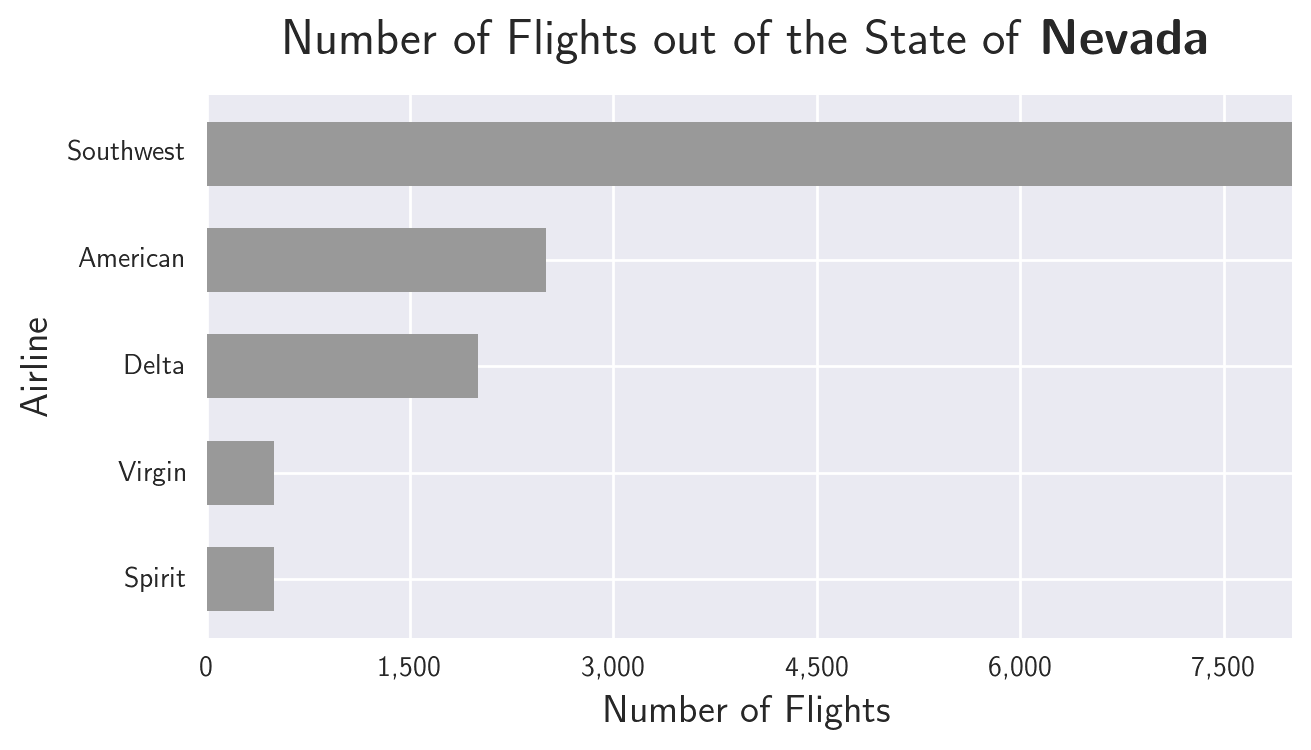 Number of Flights out of the State of Nevada
Southwest
American
Delta
Virgin
Spirit
Airline
0 1,500 3,000 4,500 6,000 7,500
Number of Flights